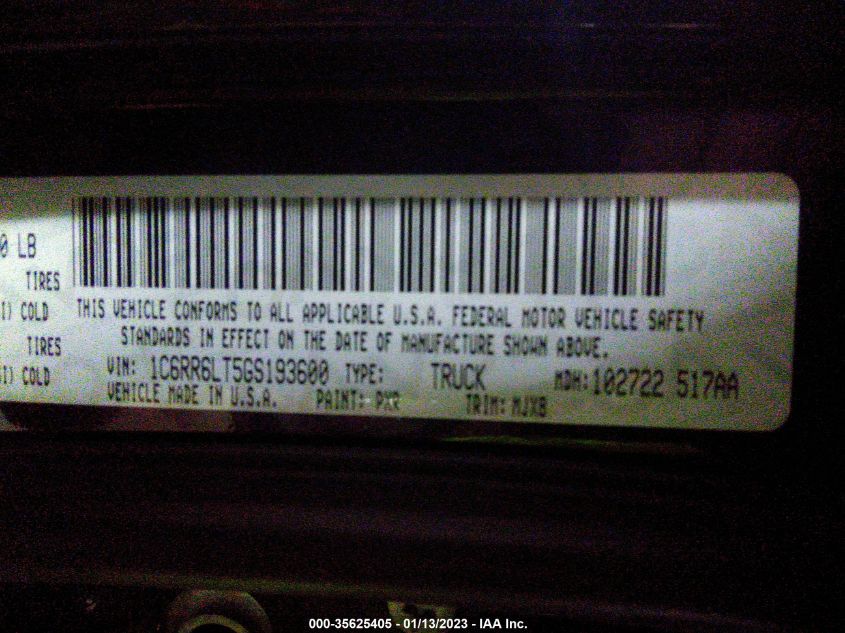 0 LB
TIRES
I) COLD
THIS VEHICLE CONFORMS TO ALL APPLICABLE U.S.A. FEDERAL MOTOR VEHICLE SAFETY
TIRES
STANDARDS IN EFFECT ON THE DATE OF MANUFACTURE SHOWN ABOVE.
I) COLD
VIN: 1C6RR6LT5GS193600 TYPE: TRUCK MDH:102722 517AA
VEHICLE MADE IN U.S.A. PAINT: PXR TRIM: MJX8
000-35625405 - 01/13/2023 - IAA Inc.